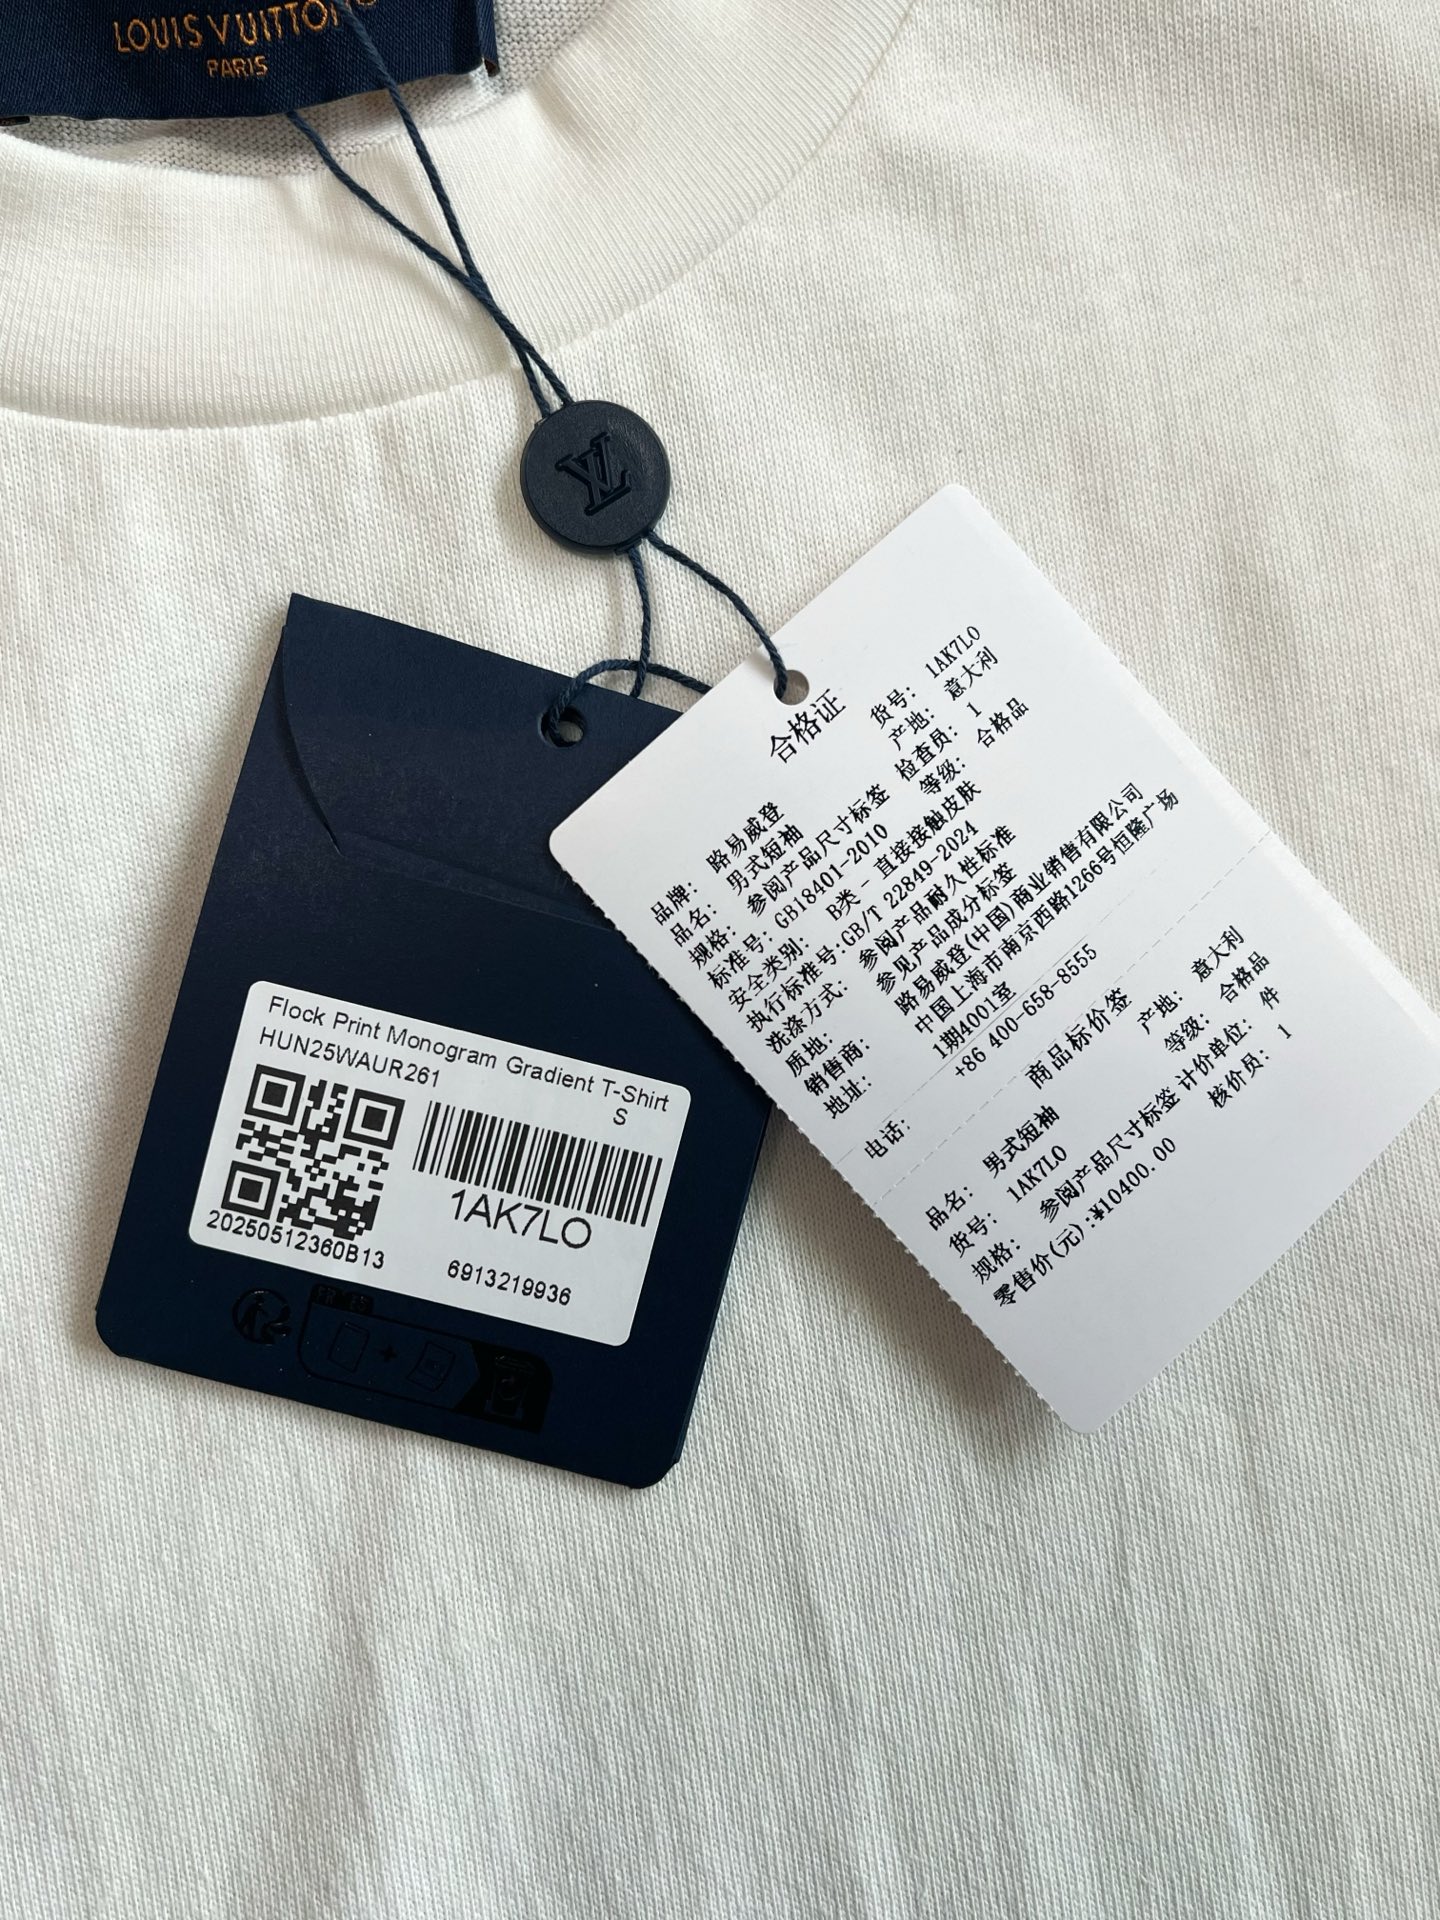 LOUIS VUITTON
PARIS
LV
Flock Print Monogram Gradient T-Shirt
HUN25WAUR261
S
1AK7LO
20250512360B13
6913219936
合格证
货号: 1AK7LO
产地: 意大利
检查员: 1
等级: 合格品
品牌: 路易威登
品名: 男式短袖
规格: 参阅产品尺寸标签
标准号: GB18401-2010
安全类别: B类 - 直接接触皮肤
执行标准号:GB/T 22849-2024
洗涤方式: 参阅产品耐久性标准
质地: 参见产品成分标签
销售商: 路易威登(中国)商业销售有限公司
地址: 中国上海市南京西路1266号恒隆广场
1期4001室
电话: +86 400-658-8555
商品标价签
产地: 意大利
等级: 合格品
品名: 男式短袖
计价单位: 件
货号: 1AK7LO
核价员: 1
规格: 参阅产品尺寸标签
零售价(元):¥10400.00